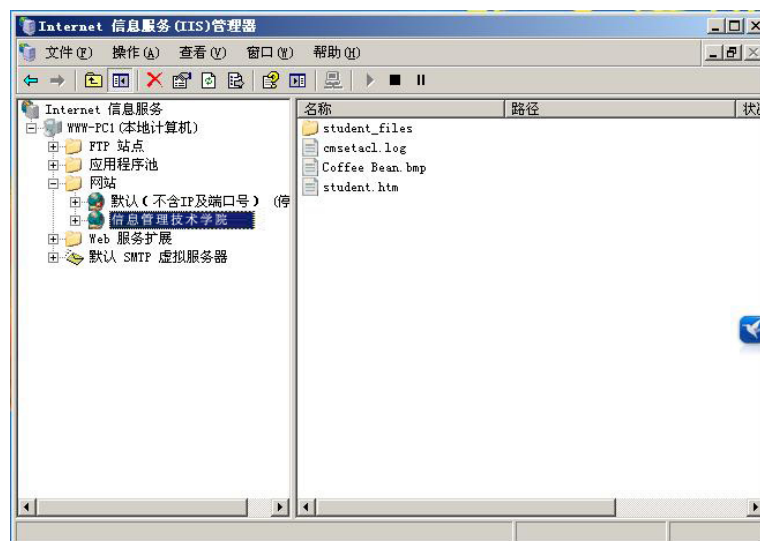 Internet 信息服务(IIS)管理器
文件(F) 操作(A) 查看(V) 窗口(W) 帮助(H)
Internet 信息服务
WWW-PC1(本地计算机)
FTP 站点
应用程序池
网站
默认(不含IP及端口号) (停
信息管理技术学院
Web 服务扩展
默认 SMTP 虚拟服务器
名称 路径 状态
student_files
cmsetacl.log
Coffee Bean.bmp
student.htm